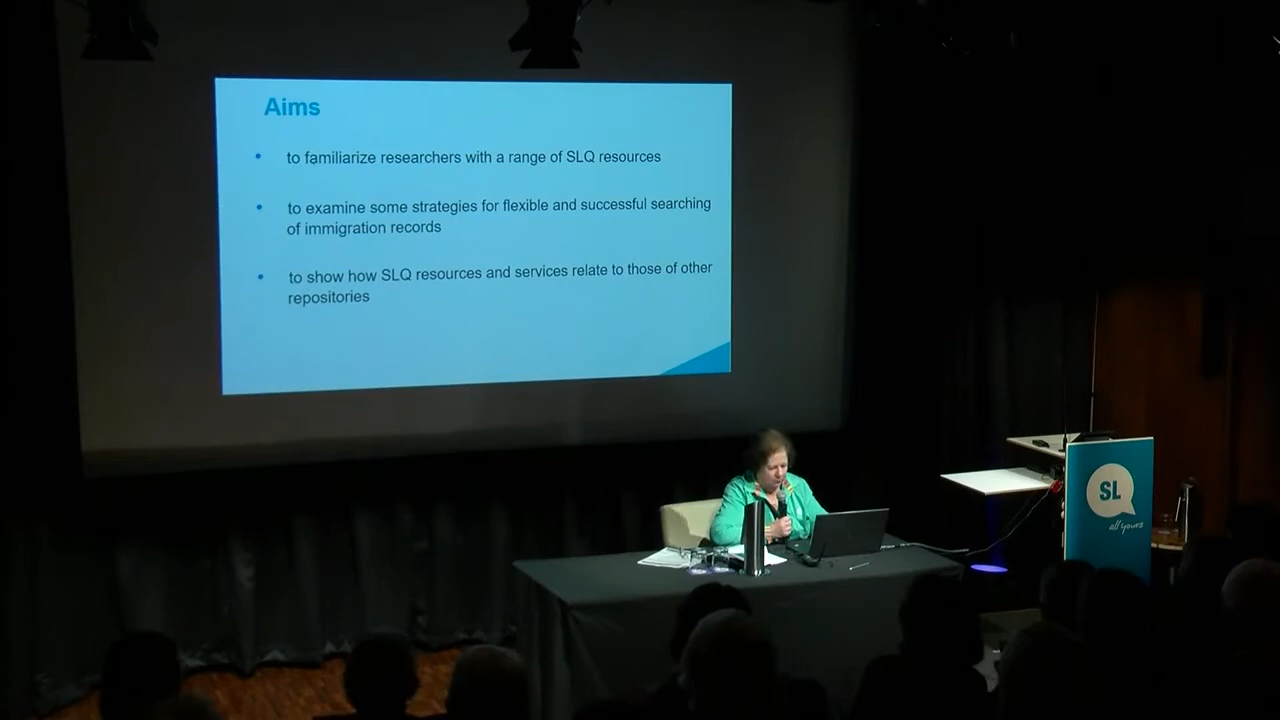 Aims
• to familiarize researchers with a range of SLQ resources
• to examine some strategies for flexible and successful searching
of immigration records
• to show how SLQ resources and services relate to those of other
repositories
SL
all yours